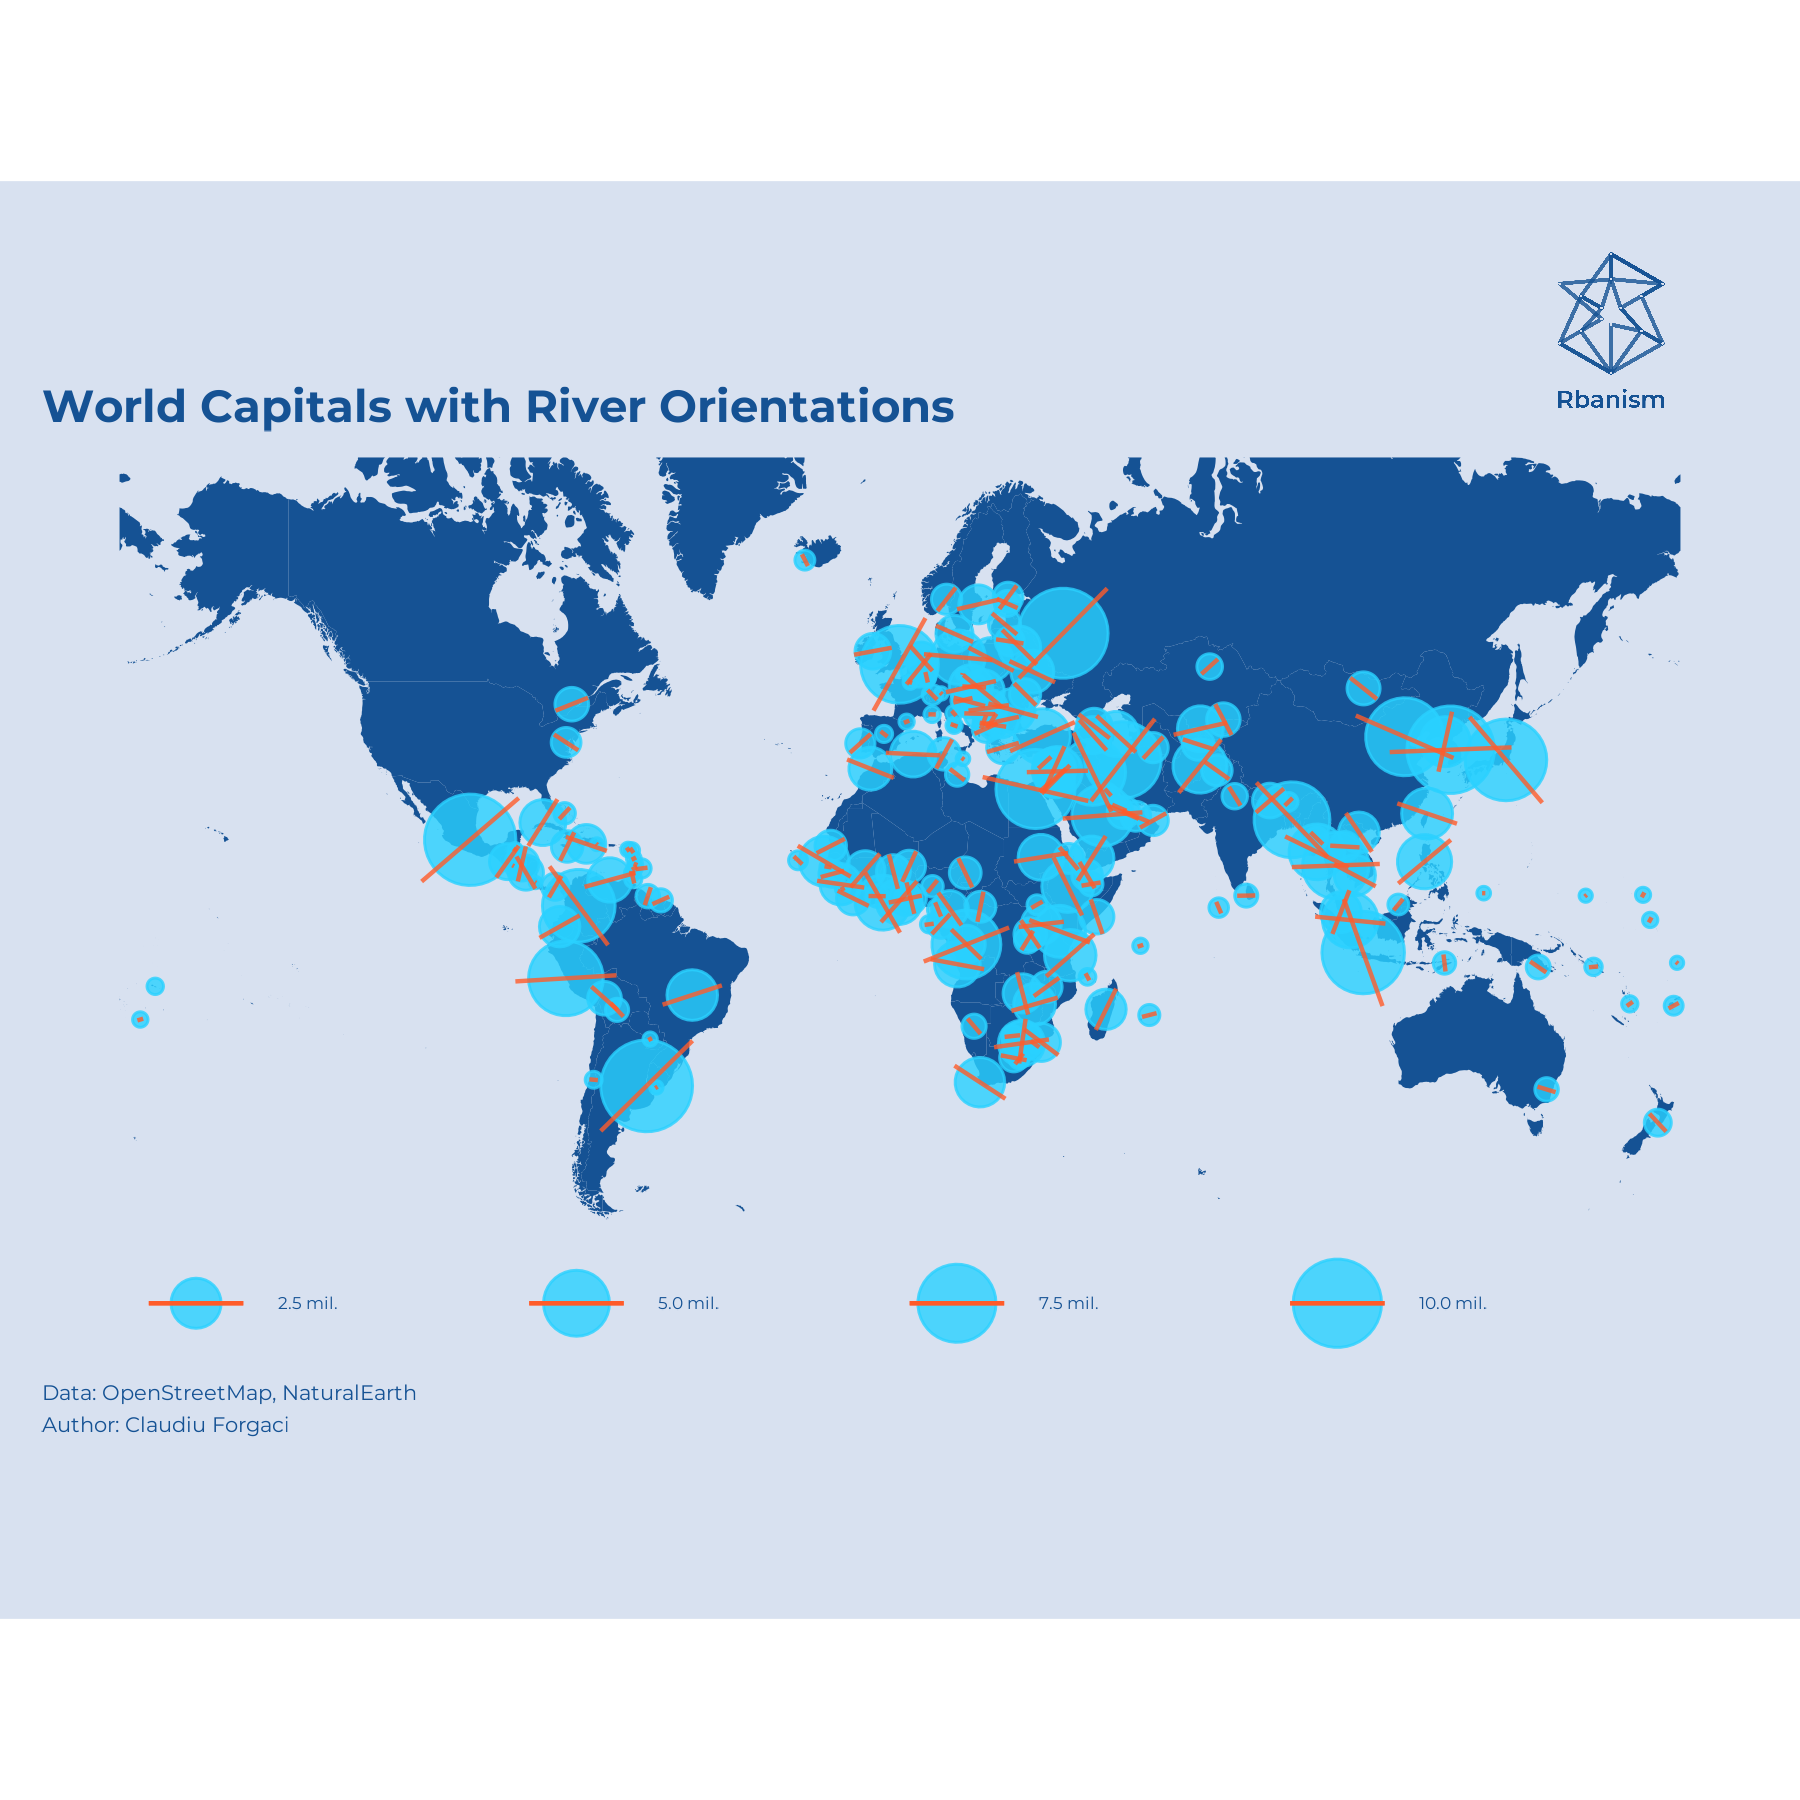 Rbanism
World Capitals with River Orientations
2.5 mil.
5.0 mil.
7.5 mil.
10.0 mil.
Data: OpenStreetMap, NaturalEarth
Author: Claudiu Forgaci